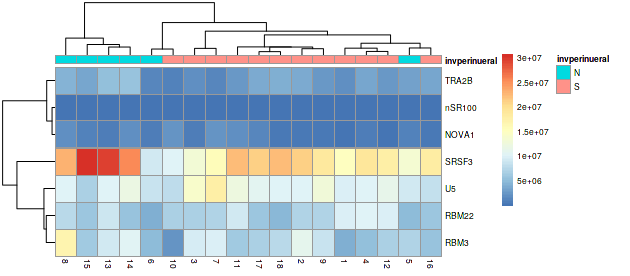 invperinueral
TRA2B
nSR100
NOVA1
SRSF3
U5
RBM22
RBM3
8 15 13 14 6 10 3 7 11 17 18 2 9 1 4 12 5 16
3e+07
2.5e+07
2e+07
1.5e+07
1e+07
5e+06
invperinueral
N
S